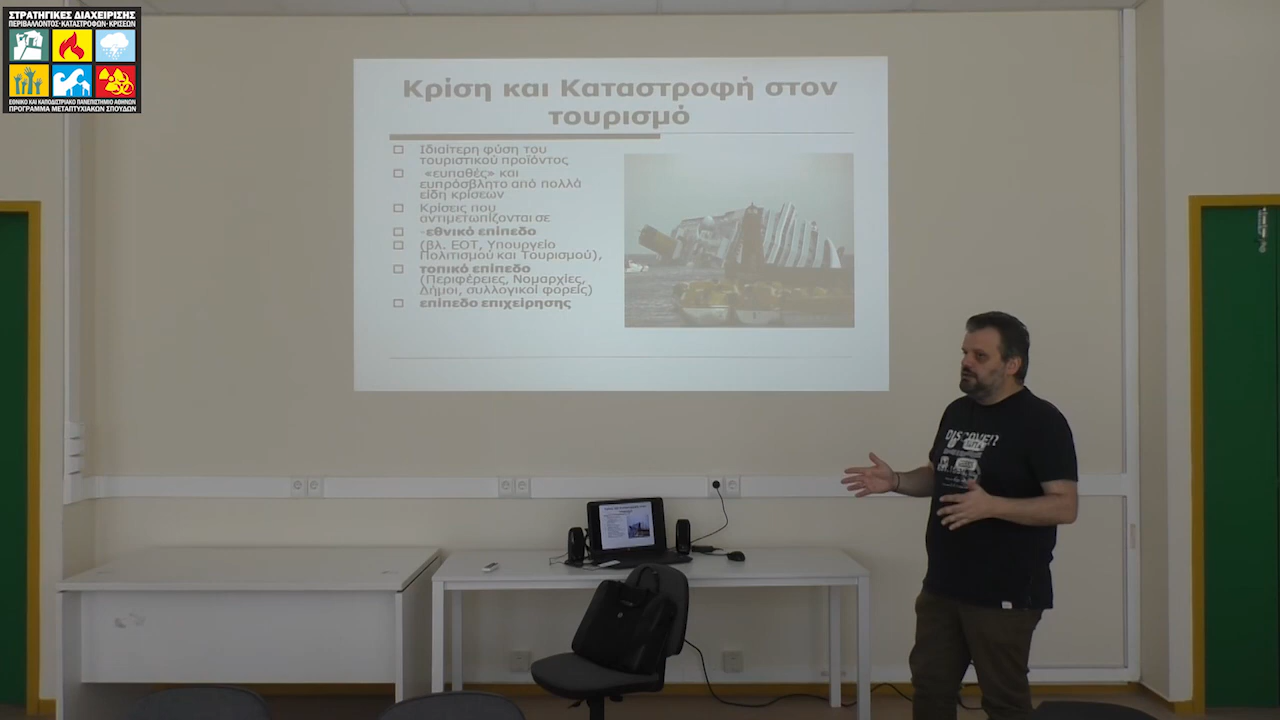 ΣΤΡΑΤΗΓΙΚΕΣ ΔΙΑΧΕΙΡΙΣΗΣ
ΠΕΡΙΒΑΛΛΟΝΤΟΣ·ΚΑΤΑΣΤΡΟΦΩΝ·ΚΡΙΣΕΩΝ
ΕΘΝΙΚΟ ΚΑΙ ΚΑΠΟΔΙΣΤΡΙΑΚΟ ΠΑΝΕΠΙΣΤΗΜΙΟ ΑΘΗΝΩΝ
ΠΡΟΓΡΑΜΜΑ ΜΕΤΑΠΤΥΧΙΑΚΩΝ ΣΠΟΥΔΩΝ
Κρίση και Καταστροφή στον
τουρισμό
Ιδιαίτερη φύση του
τουριστικού προϊόντος
«ευπαθές» και
ευπρόσβλητο από πολλά
είδη κρίσεων
Κρίσεις που
αντιμετωπίζονται σε
-εθνικό επίπεδο
(βλ. ΕΟΤ, Υπουργείο
Πολιτισμού και Τουρισμού),
τοπικό επίπεδο
(Περιφέρειες, Νομαρχίες,
Δήμοι, συλλογικοί φορείς)
επίπεδο επιχείρησης
DISCOVER